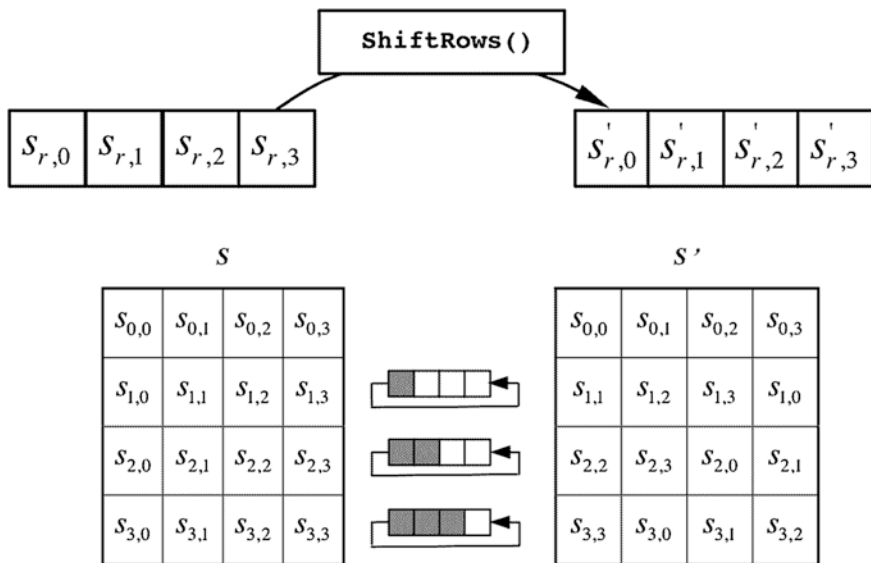 ShiftRows()
S_{r,0} S_{r,1} S_{r,2} S_{r,3} S'_{r,0} S'_{r,1} S'_{r,2} S'_{r,3}
S S'
S_{0,0} S_{0,1} S_{0,2} S_{0,3} S_{0,0} S_{0,1} S_{0,2} S_{0,3}
S_{1,0} S_{1,1} S_{1,2} S_{1,3} S_{1,1} S_{1,2} S_{1,3} S_{1,0}
S_{2,0} S_{2,1} S_{2,2} S_{2,3} S_{2,2} S_{2,3} S_{2,0} S_{2,1}
S_{3,0} S_{3,1} S_{3,2} S_{3,3} S_{3,3} S_{3,0} S_{3,1} S_{3,2}